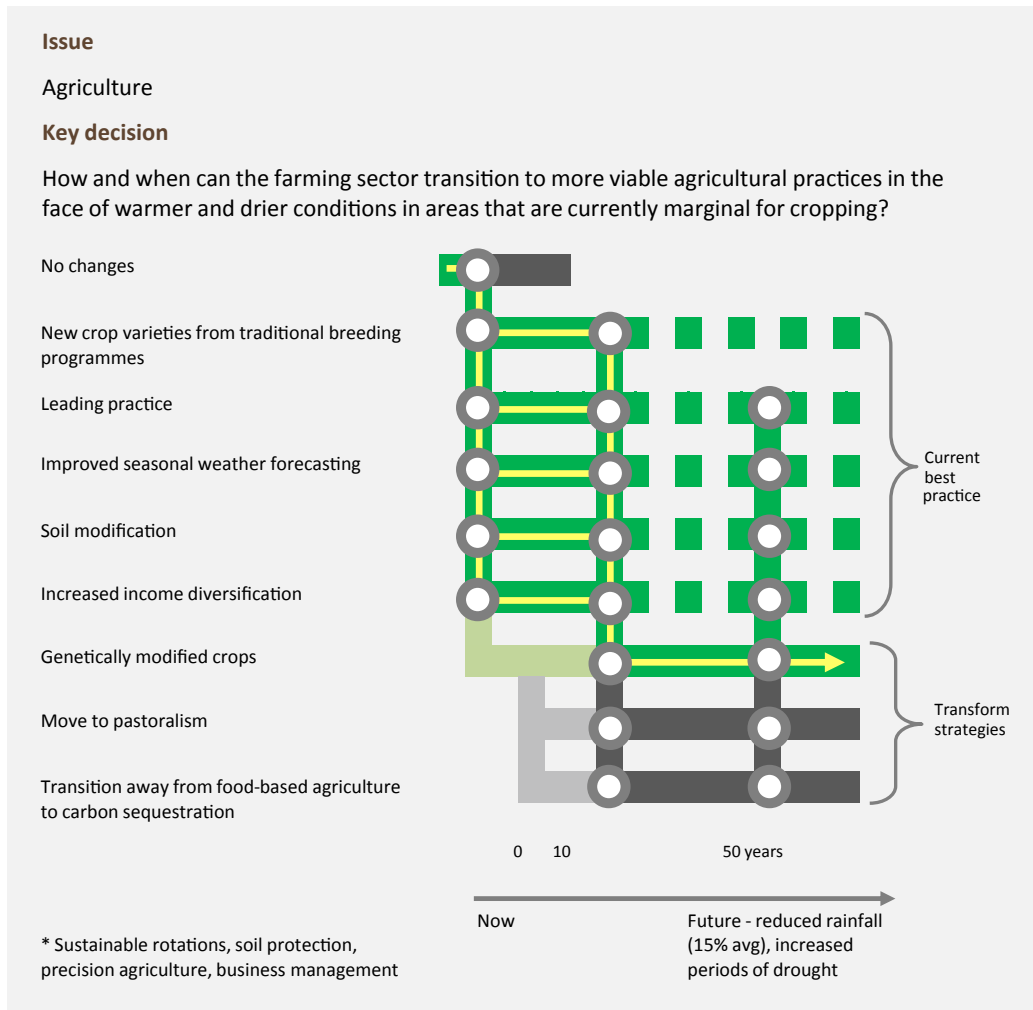 Issue
Agriculture
Key decision
How and when can the farming sector transition to more viable agricultural practices in the
face of warmer and drier conditions in areas that are currently marginal for cropping?
No changes
New crop varieties from traditional breeding
programmes
Leading practice
Improved seasonal weather forecasting
Soil modification
Increased income diversification
Current
best
practice
Genetically modified crops
Move to pastoralism
Transition away from food-based agriculture
to carbon sequestration
Transform
strategies
0 10 50 years
Now
Future - reduced rainfall
(15% avg), increased
periods of drought
* Sustainable rotations, soil protection,
precision agriculture, business management